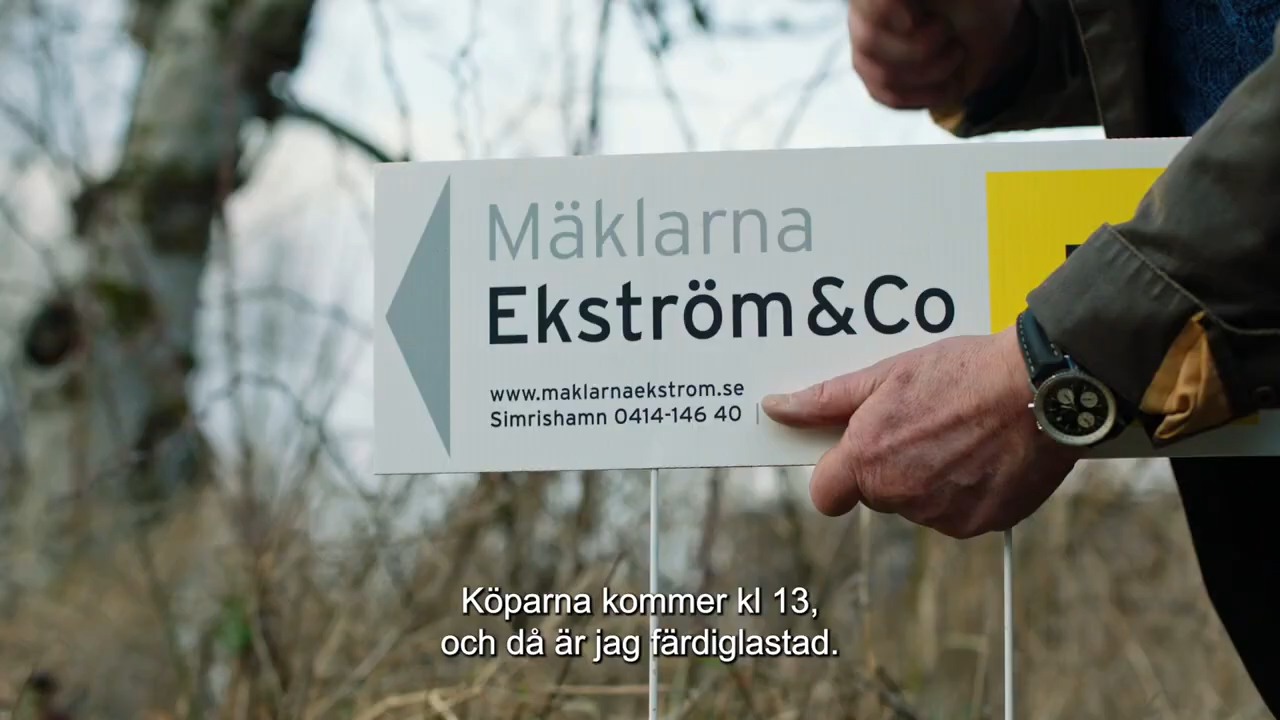 Mäklarna
Ekström&Co
www.maklarnaekstrom.se
Simrishamn 0414-146 40 |
Köparna kommer kl 13,
och då är jag färdiglastad.